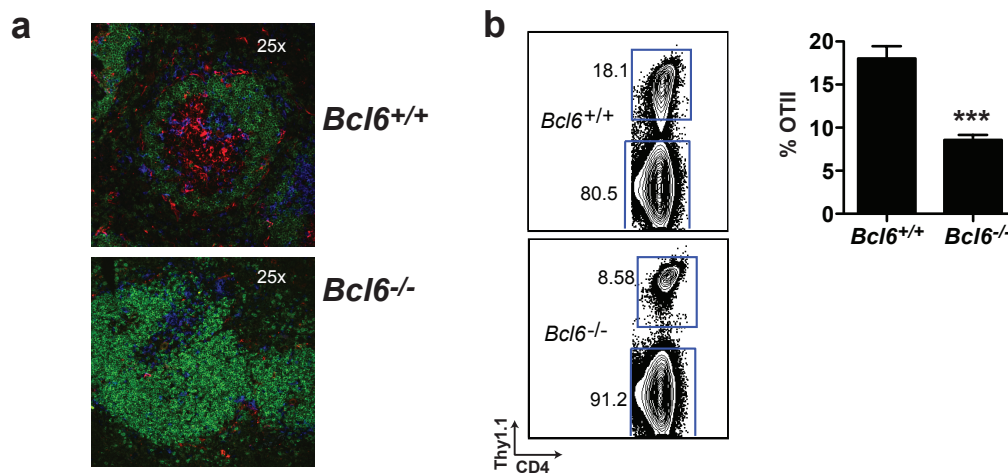 a
25x
Bcl6+/+
25x
Bcl6-/-
b
18.1
Bcl6+/+
80.5
8.58
Bcl6-/-
91.2
Thy1.1
CD4
% OTII
20
15
10
5
0
***
Bcl6+/+
Bcl6-/-